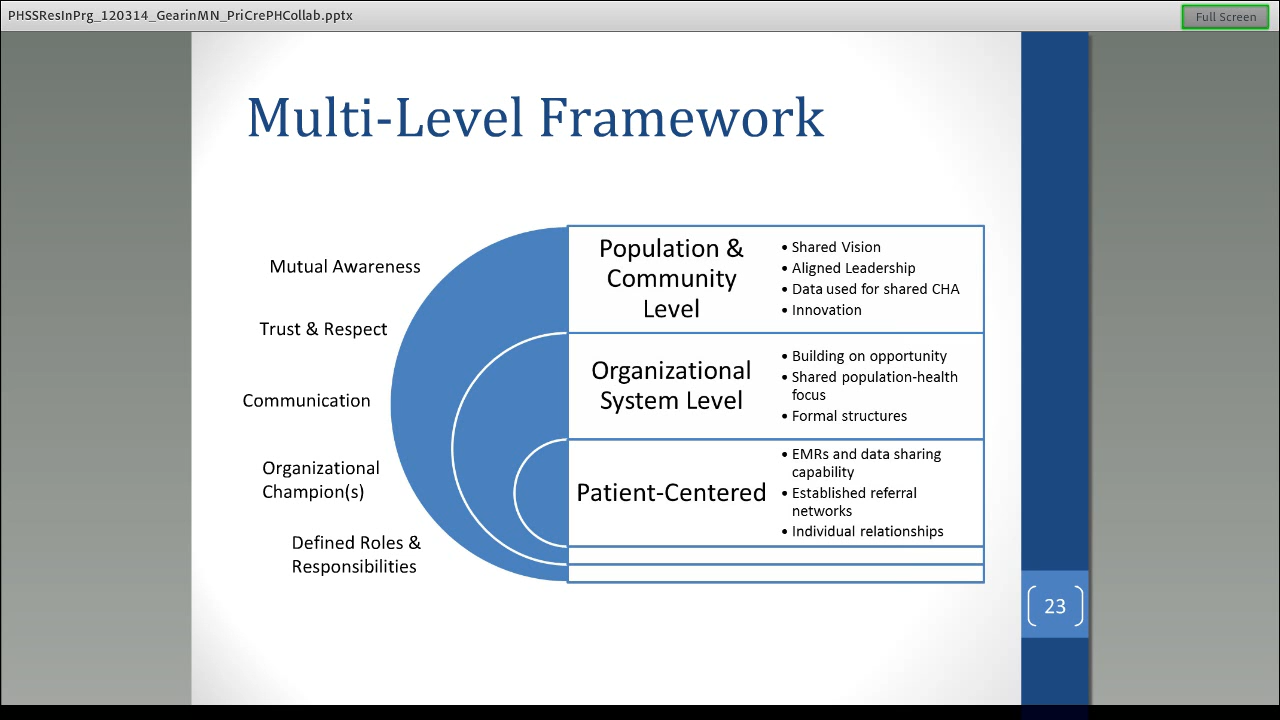 PHSSResInPrg_120314_GearinMN_PriCrePHCollab.pptx
Full Screen
Multi-Level Framework
Mutual Awareness
Trust & Respect
Communication
Organizational
Champion(s)
Defined Roles &
Responsibilities
Population &
Community
Level
• Shared Vision
• Aligned Leadership
• Data used for shared CHA
• Innovation
Organizational
System Level
• Building on opportunity
• Shared population-health
focus
• Formal structures
Patient-Centered
• EMRs and data sharing
capability
• Established referral
networks
• Individual relationships
23